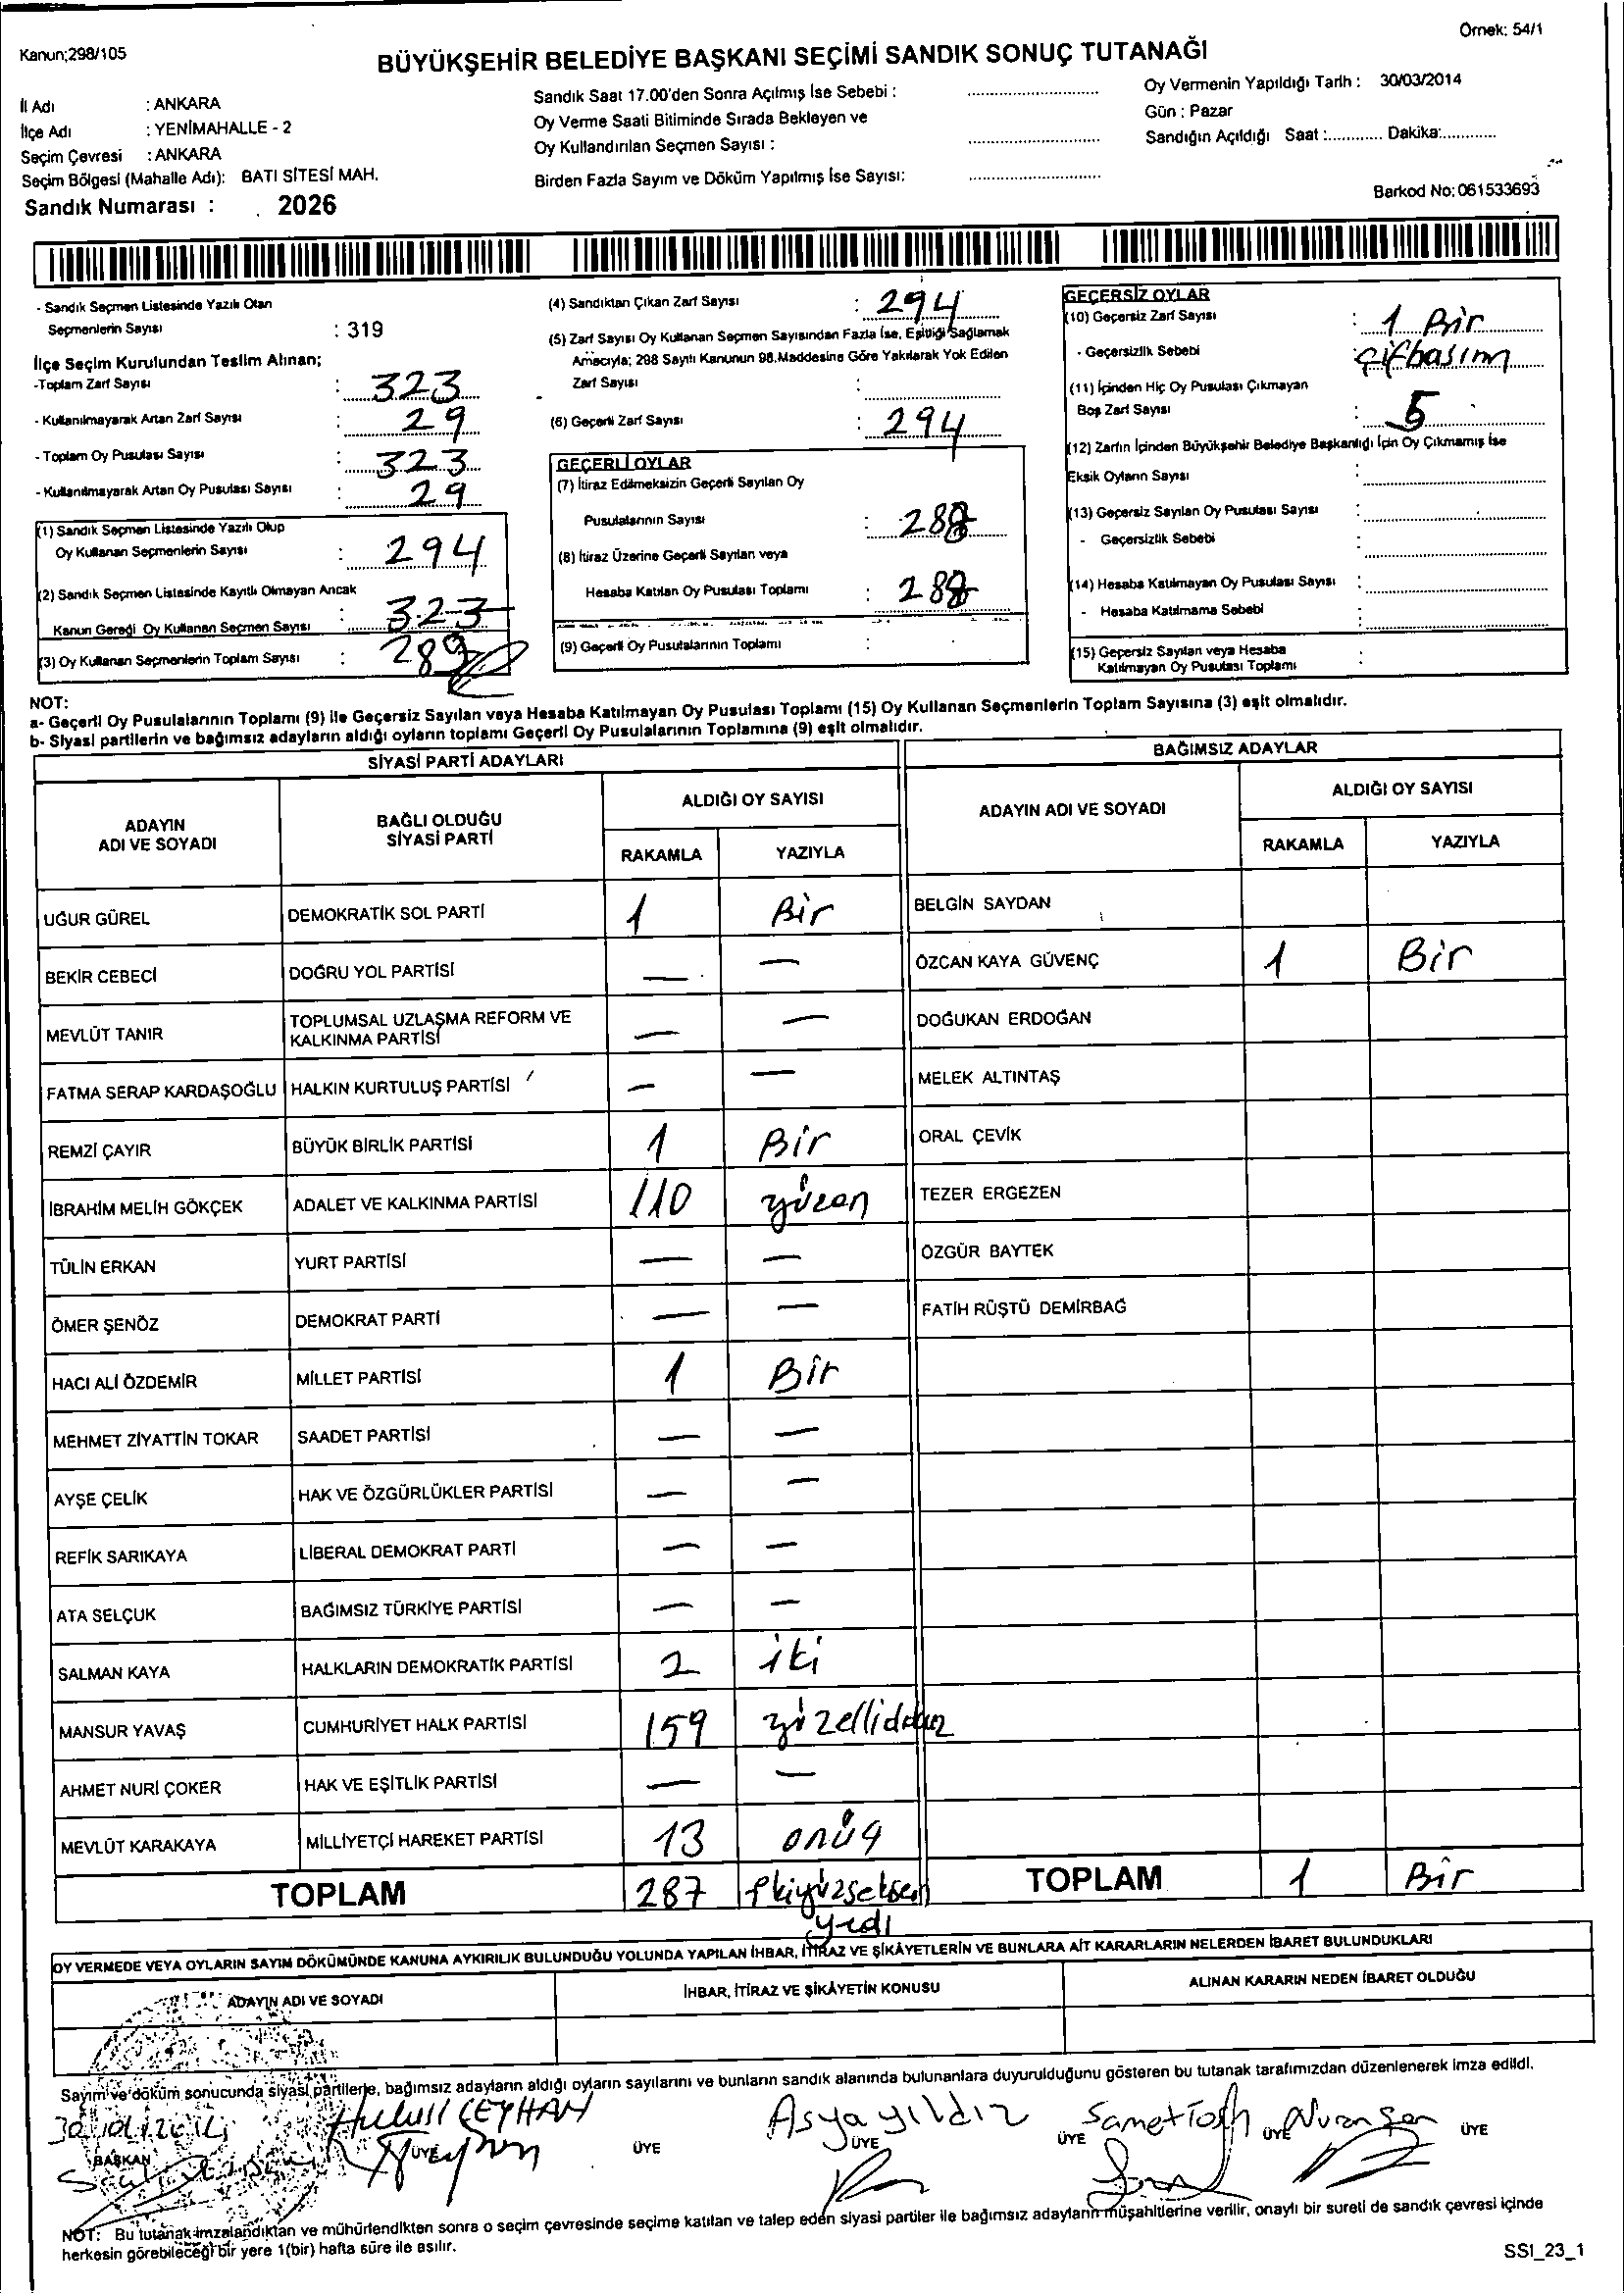 Kanun;298/105
Örnek: 54/1
BÜYÜKŞEHİR BELEDİYE BAŞKANI SEÇİMİ SANDIK SONUÇ TUTANAĞI
İl Adı : ANKARA
İlçe Adı : YENİMAHALLE - 2
Seçim Çevresi : ANKARA
Seçim Bölgesi (Mahalle Adı): BATI SİTESİ MAH.
Sandık Numarası : 2026
Sandık Saat 17.00'den Sonra Açılmış İse Sebebi :
Oy Verme Saati Bitiminde Sırada Bekleyen ve
Oy Kullandırılan Seçmen Sayısı :
Birden Fazla Sayım ve Döküm Yapılmış İse Sayısı:
Oy Vermenin Yapıldığı Tarih : 30/03/2014
Gün : Pazar
Sandığın Açıldığı Saat :............ Dakika:............
Barkod No: 061533693
- Sandık Seçmen Listesinde Yazılı Olan
Seçmenlerin Sayısı : 319
İlçe Seçim Kurulundan Teslim Alınan;
-Toplam Zarf Sayısı : 323
- Kullanılmayarak Artan Zarf Sayısı : 29
- Toplam Oy Pusulası Sayısı : 323
- Kullanılmayarak Artan Oy Pusulası Sayısı : 29
(1) Sandık Seçmen Listesinde Yazılı Olup
Oy Kullanan Seçmenlerin Sayısı : 294
(2) Sandık Seçmen Listesinde Kayıtlı Olmayan Ancak
Kanun Gereği Oy Kullanan Seçmen Sayısı : 323
(3) Oy Kullanan Seçmenlerin Toplam Sayısı : 289
(4) Sandıktan Çıkan Zarf Sayısı : 294
(5) Zarf Sayısı Oy Kullanan Seçmen Sayısından Fazla İse, Eşitliği Sağlamak
Amacıyla; 298 Sayılı Kanunun 98.Maddesine Göre Yakılarak Yok Edilen
Zarf Sayısı :
(6) Geçerli Zarf Sayısı : 294
GEÇERLİ OYLAR
(7) İtiraz Edilmeksizin Geçerli Sayılan Oy
Pusulalarının Sayısı : 288
(8) İtiraz Üzerine Geçerli Sayılan veya
Hesaba Katılan Oy Pusulası Toplamı : 288
(9) Geçerli Oy Pusulalarının Toplamı :
GEÇERSİZ OYLAR
(10) Geçersiz Zarf Sayısı : 1 Bir
- Geçersizlik Sebebi : çifbasım
(11) İçinden Hiç Oy Pusulası Çıkmayan
Boş Zarf Sayısı : 5
(12) Zarfın İçinden Büyükşehir Belediye Başkanlığı İçin Oy Çıkmamış İse
Eksik Oyların Sayısı :
(13) Geçersiz Sayılan Oy Pusulası Sayısı :
- Geçersizlik Sebebi :
(14) Hesaba Katılmayan Oy Pusulası Sayısı :
- Hesaba Katılmama Sebebi :
(15) Geçersiz Sayılan veya Hesaba
Katılmayan Oy Pusulası Toplamı :
NOT:
a- Geçerli Oy Pusulalarının Toplamı (9) ile Geçersiz Sayılan veya Hesaba Katılmayan Oy Pusulası Toplamı (15) Oy Kullanan Seçmenlerin Toplam Sayısına (3) eşit olmalıdır.
b- Siyasi partilerin ve bağımsız adayların aldığı oyların toplamı Geçerli Oy Pusulalarının Toplamına (9) eşit olmalıdır.
SİYASİ PARTİ ADAYLARI
BAĞIMSIZ ADAYLAR
ADAYIN ADI VE SOYADI
BAĞLI OLDUĞU SİYASİ PARTİ
ALDIĞI OY SAYISI
RAKAMLA YAZIYLA
ADAYIN ADI VE SOYADI
ALDIĞI OY SAYISI
RAKAMLA YAZIYLA
UĞUR GÜREL DEMOKRATİK SOL PARTİ 1 Bir BELGİN SAYDAN
BEKİR CEBECİ DOĞRU YOL PARTİSİ — — ÖZCAN KAYA GÜVENÇ 1 Bir
MEVLÜT TANIR TOPLUMSAL UZLAŞMA REFORM VE KALKINMA PARTİSİ — — DOĞUKAN ERDOĞAN
FATMA SERAP KARDAŞOĞLU HALKIN KURTULUŞ PARTİSİ — — MELEK ALTINTAŞ
REMZİ ÇAYIR BÜYÜK BİRLİK PARTİSİ 1 Bir ORAL ÇEVİK
İBRAHİM MELİH GÖKÇEK ADALET VE KALKINMA PARTİSİ 110 yüzon TEZER ERGEZEN
TÜLİN ERKAN YURT PARTİSİ — — ÖZGÜR BAYTEK
ÖMER ŞENÖZ DEMOKRAT PARTİ — — FATİH RÜŞTÜ DEMİRBAĞ
HACI ALİ ÖZDEMİR MİLLET PARTİSİ 1 Bir
MEHMET ZİYATTİN TOKAR SAADET PARTİSİ — —
AYŞE ÇELİK HAK VE ÖZGÜRLÜKLER PARTİSİ — —
REFİK SARIKAYA LİBERAL DEMOKRAT PARTİ — —
ATA SELÇUK BAĞIMSIZ TÜRKİYE PARTİSİ — —
SALMAN KAYA HALKLARIN DEMOKRATİK PARTİSİ 2 iki
MANSUR YAVAŞ CUMHURİYET HALK PARTİSİ 159 yüzellidokuz
AHMET NURİ ÇOKER HAK VE EŞİTLİK PARTİSİ — —
MEVLÜT KARAKAYA MİLLİYETÇİ HAREKET PARTİSİ 13 onüç
TOPLAM 287 ikiyüzseksen yedi TOPLAM 1 Bir
OY VERMEDE VEYA OYLARIN SAYIM DÖKÜMÜNDE KANUNA AYKIRILIK BULUNDUĞU YOLUNDA YAPILAN İHBAR, İTİRAZ VE ŞİKÂYETLERİN VE BUNLARA AİT KARARLARIN NELERDEN İBARET BULUNDUKLARI
ADAYIN ADI VE SOYADI İHBAR, İTİRAZ VE ŞİKÂYETİN KONUSU ALINAN KARARIN NEDEN İBARET OLDUĞU
Sayım ve döküm sonucunda siyasi partilerle, bağımsız adayların aldığı oyların sayılarını ve bunların sandık alanında bulunanlara duyurulduğunu gösteren bu tutanak tarafımızdan düzenlenerek imza edildi.
Hulusi CEYHAN Asya yıldız Samet Nuran Şen
BAŞKAN ÜYE ÜYE ÜYE ÜYE ÜYE ÜYE
NOT: Bu tutanak imzalandıktan ve mühürlendikten sonra o seçim çevresinde seçime katılan ve talep eden siyasi partiler ile bağımsız adayların müşahitlerine verilir, onaylı bir sureti de sandık çevresi içinde
herkesin görebileceği bir yere 1(bir) hafta süre ile asılır.
SSI_23_1